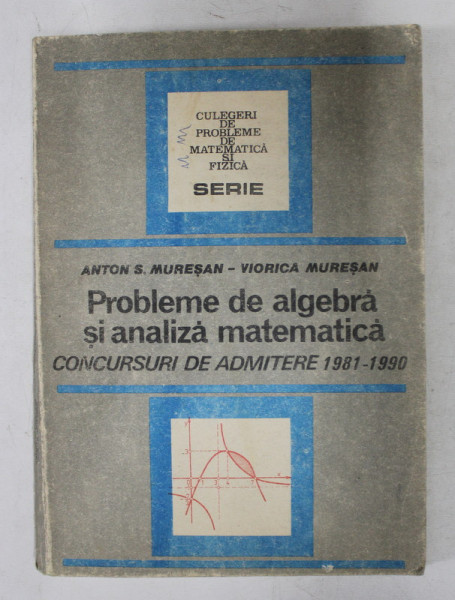 CULEGERI
DE
PROBLEME
DE
MATEMATICĂ
ȘI
FIZICĂ
SERIE
ANTON S. MUREȘAN - VIORICA MUREȘAN
Probleme de algebră
și analiză matematică
CONCURSURI DE ADMITERE 1981-1990